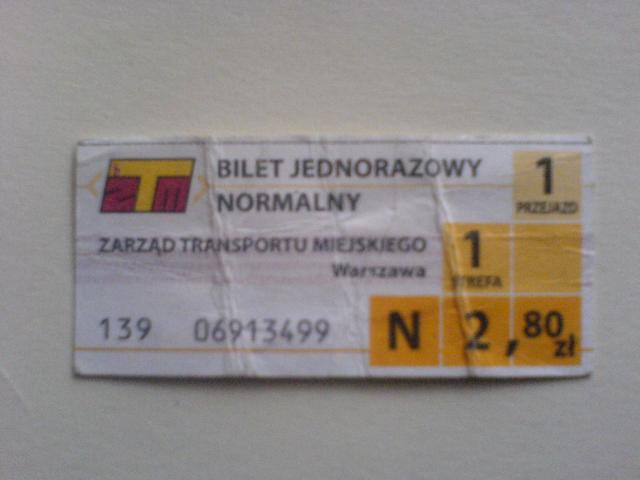 ZTM
BILET JEDNORAZOWY
NORMALNY
1
PRZEJAZD
ZARZĄD TRANSPORTU MIEJSKIEGO
Warszawa
1
STREFA
139 06913499
N 2,80 zł